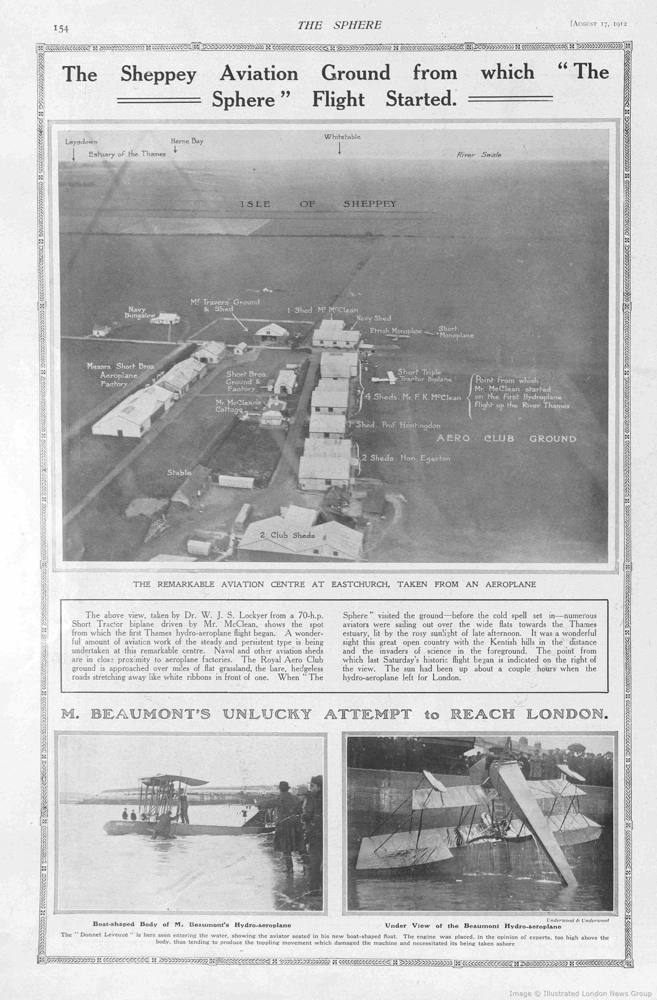 154
THE SPHERE
[AUGUST 17, 1912
The Sheppey Aviation Ground from which "The
Sphere" Flight Started.
Leysdown
Herne Bay
Whitstable
Estuary of the Thames
River Swale
ISLE OF SHEPPEY
Mr. Travers' Ground
& Shed
Navy
Bungalow
1 Shed Mr. McClean
Navy Shed
Etrich Monoplane
Short
Monoplane
Messrs. Short Bros.
Aeroplane
Factory
Short Bros.
Ground &
Factory
Short Triple
Tractor Biplane
Point from which
Mr. McClean started
on the First Hydroplane
flight up the River Thames
4 Sheds. Mr. F. K. McClean
Mr. McClean's
Cottage
1 Shed Prof. Huntingdon
AERO CLUB GROUND
2 Sheds. Hon. Egerton
Stable
2 Club Sheds
THE REMARKABLE AVIATION CENTRE AT EASTCHURCH, TAKEN FROM AN AEROPLANE
The above view, taken by Dr. W. J. S. Lockyer from a 70-h.p.
Short Tractor biplane driven by Mr. McClean, shows the spot
from which the first Thames hydro-aeroplane flight began. A wonder-
ful amount of aviation work of the steady and persistent type is being
undertaken at this remarkable centre. Naval and other aviation sheds
are in close proximity to aeroplane factories. The Royal Aero Club
ground is approached over miles of flat grassland, the bare, hedgeless
roads stretching away like white ribbons in front of one. When "The
Sphere" visited the ground—before the cold spell set in—numerous
aviators were sailing out over the wide flats towards the Thames
estuary, lit by the rosy sunlight of late afternoon. It was a wonderful
sight this great open country with the Kentish hills in the distance
and the invaders of science in the foreground. The point from
which last Saturday's historic flight began is indicated on the right of
the view. The sun had been up about a couple hours when the
hydro-aeroplane left for London.
M. BEAUMONT'S UNLUCKY ATTEMPT to REACH LONDON.
Underwood & Underwood
Boat-shaped Body of M. Beaumont's Hydro-aeroplane
Under View of the Beaumont Hydro-aeroplane
The "Donnet Leveque" is here seen entering the water, showing the aviator seated in his new boat-shaped float. The engine was placed, in the opinion of experts, too high above the
body, thus tending to produce the toppling movement which damaged the machine and necessitated its being taken ashore
Image © Illustrated London News Group